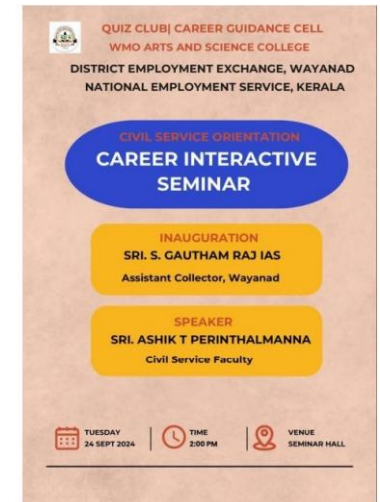 QUIZ CLUB| CAREER GUIDANCE CELL
WMO ARTS AND SCIENCE COLLEGE
DISTRICT EMPLOYMENT EXCHANGE, WAYANAD
NATIONAL EMPLOYMENT SERVICE, KERALA
CIVIL SERVICE ORIENTATION
CAREER INTERACTIVE
SEMINAR
INAUGURATION
SRI. S. GAUTHAM RAJ IAS
Assistant Collector, Wayanad
SPEAKER
SRI. ASHIK T PERINTHALMANNA
Civil Service Faculty
TUESDAY
24 SEPT 2024
TIME
2:00 PM
VENUE
SEMINAR HALL